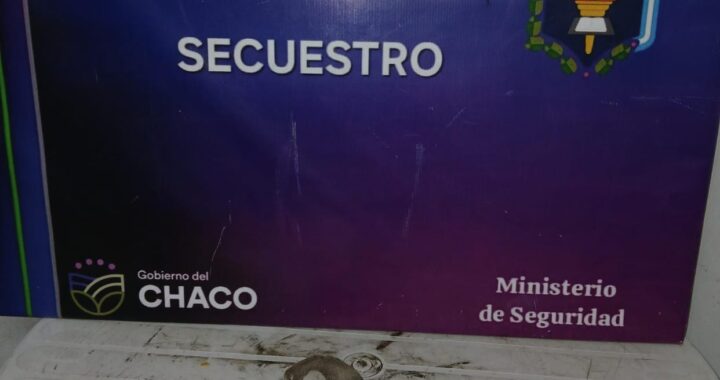 SECUESTRO
Gobierno del
CHACO
Ministerio
de Seguridad